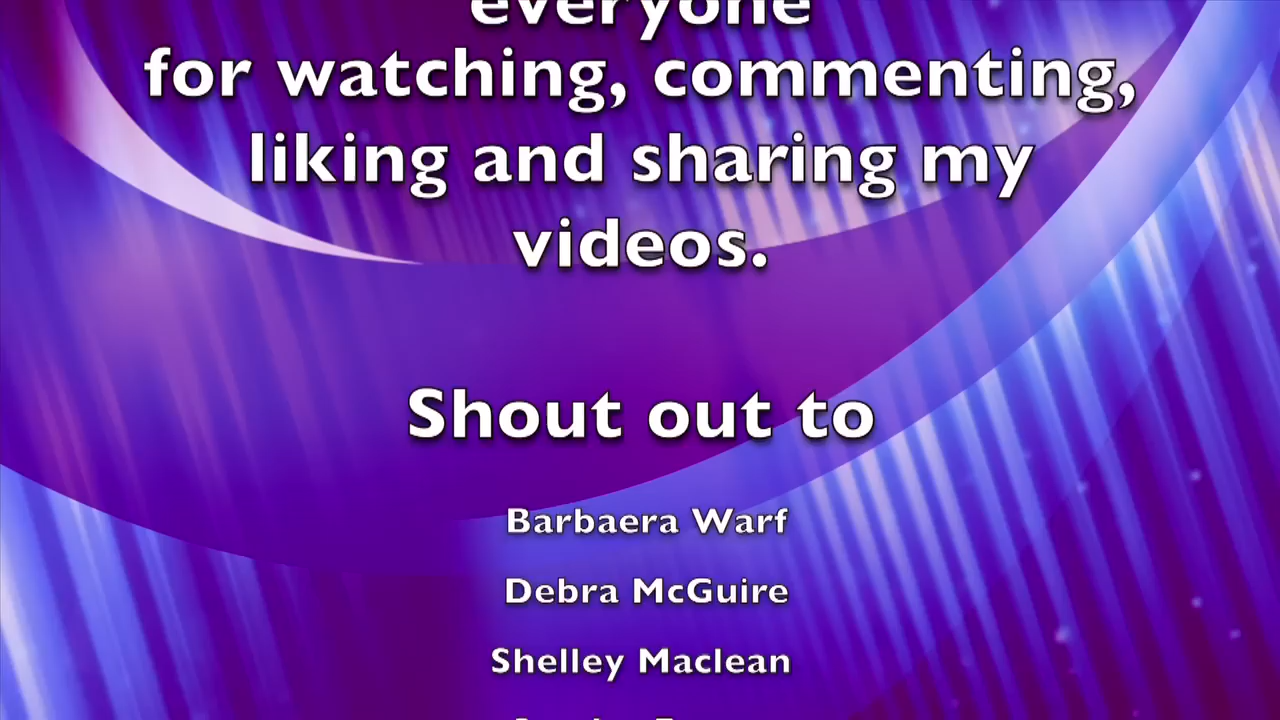 everyone
for watching, commenting,
liking and sharing my
videos.
Shout out to
Barbaera Warf
Debra McGuire
Shelley Maclean